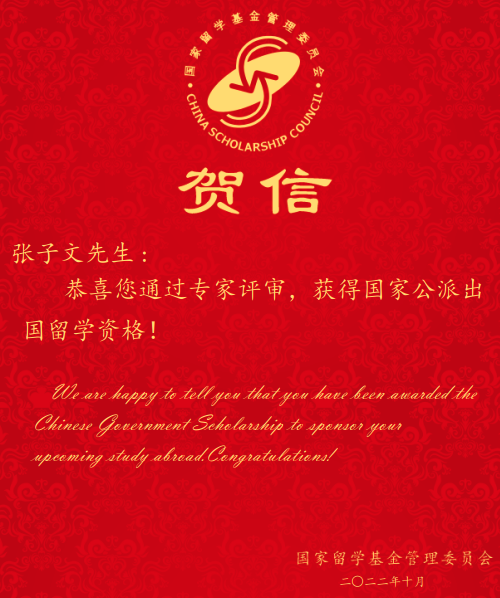 国家留学基金管理委员会
CHINA SCHOLARSHIP COUNCIL
贺信
张子文先生：
恭喜您通过专家评审，获得国家公派出
国留学资格！
We are happy to tell you that you have been awarded the
Chinese Government Scholarship to sponsor your
upcoming study abroad.Congratulations!
国家留学基金管理委员会
二〇二二年十月